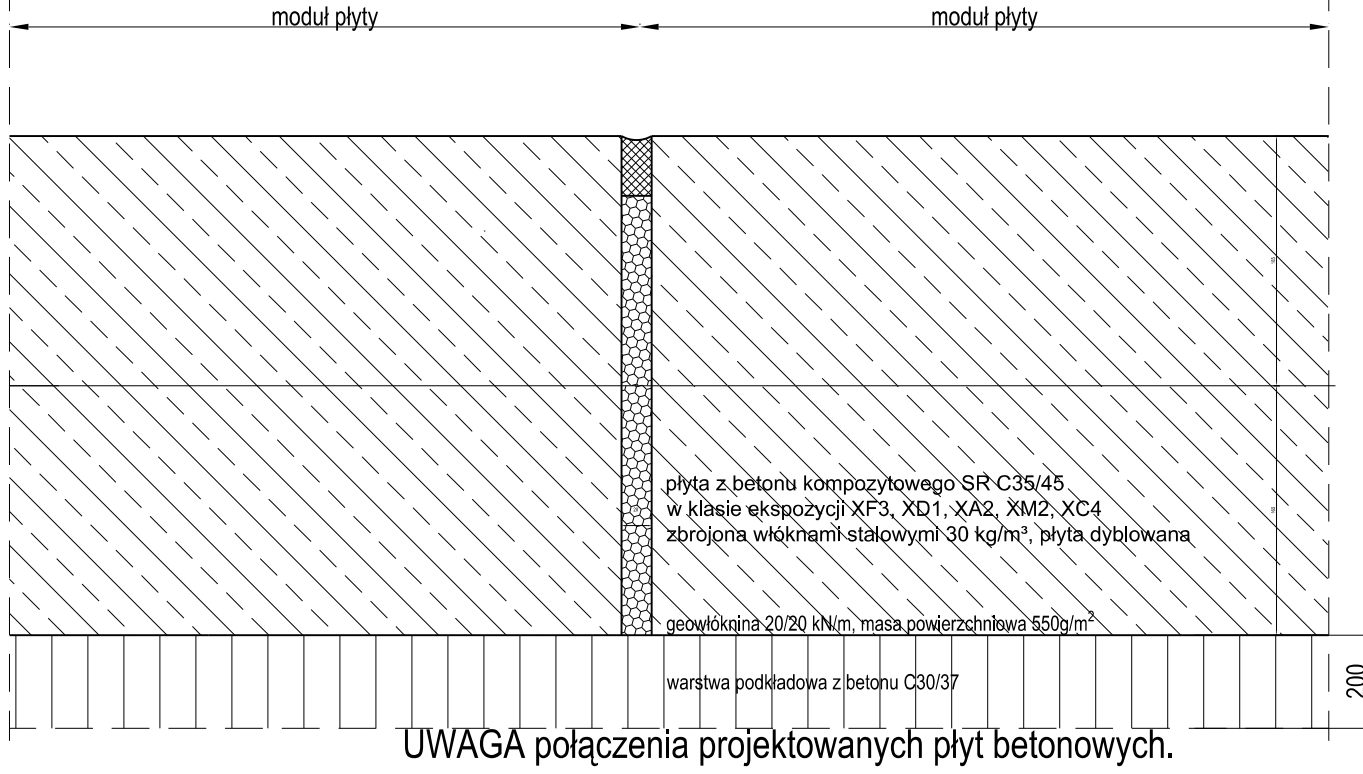 moduł płyty
moduł płyty
płyta z betonu kompozytowego SR C35/45
w klasie ekspozycji XF3, XD1, XA2, XM2, XC4
zbrojona włóknami stalowymi 30 kg/m³, płyta dyblowana
geowłóknina 20/20 kN/m, masa powierzchniowa 550g/m²
warstwa podkładowa z betonu C30/37
200
UWAGA połączenia projektowanych płyt betonowych.